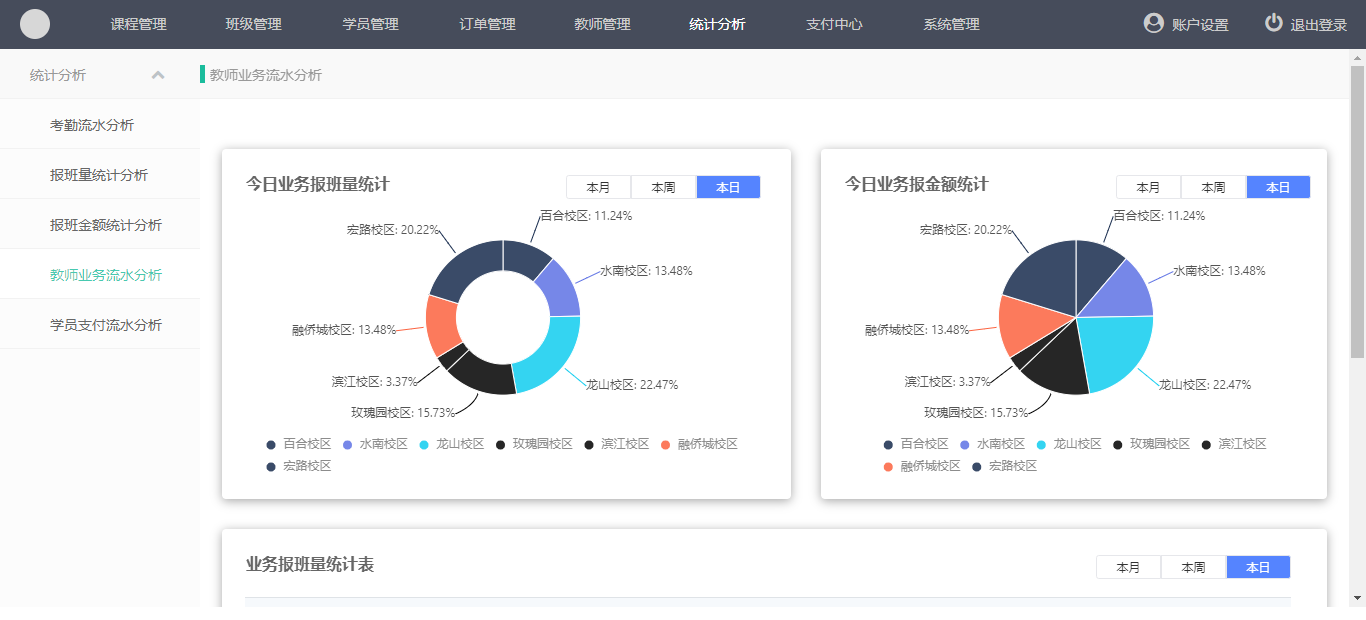 课程管理 班级管理 学员管理 订单管理 教师管理 统计分析 支付中心 系统管理 账户设置 退出登录
统计分析
教师业务流水分析
考勤流水分析
报班量统计分析
报班金额统计分析
教师业务流水分析
学员支付流水分析
今日业务报班量统计
本月 本周 本日
百合校区: 11.24%
宏路校区: 20.22%
水南校区: 13.48%
融侨城校区: 13.48%
滨江校区: 3.37%
龙山校区: 22.47%
玫瑰园校区: 15.73%
百合校区 水南校区 龙山校区 玫瑰园校区 滨江校区 融侨城校区
宏路校区
今日业务报金额统计
本月 本周 本日
百合校区: 11.24%
宏路校区: 20.22%
水南校区: 13.48%
融侨城校区: 13.48%
滨江校区: 3.37%
龙山校区: 22.47%
玫瑰园校区: 15.73%
百合校区 水南校区 龙山校区 玫瑰园校区 滨江校区
融侨城校区 宏路校区
业务报班量统计表
本月 本周 本日